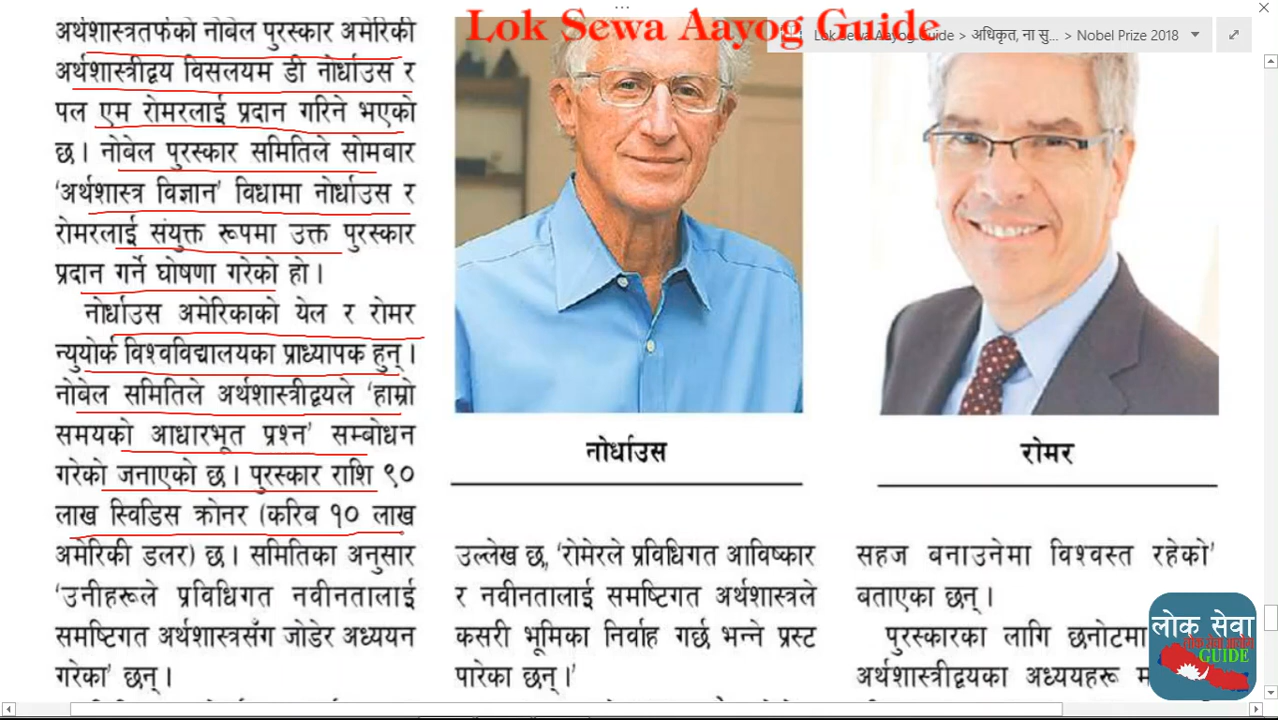 Lok Sewa Aayog Guide
Lok Sewa Aayog Guide > अधिकृत, ना सु... > Nobel Prize 2018
अर्थशास्त्रतर्फको नोबेल पुरस्कार अमेरिकी
अर्थशास्त्रीद्वय विसलयम डी नोर्धाउस र
पल एम रोमरलाई प्रदान गरिने भएको
छ। नोबेल पुरस्कार समितिले सोमबार
'अर्थशास्त्र विज्ञान' विधामा नोर्धाउस र
रोमरलाई संयुक्त रूपमा उक्त पुरस्कार
प्रदान गर्ने घोषणा गरेको हो।
नोर्धाउस अमेरिकाको येल र रोमर
न्युयोर्क विश्वविद्यालयका प्राध्यापक हुन्।
नोबेल समितिले अर्थशास्त्रीद्वयले 'हाम्रो
समयको आधारभूत प्रश्न' सम्बोधन
गरेको जनाएको छ। पुरस्कार राशि ९०
लाख स्विडिस क्रोनर (करिब १० लाख
अमेरिकी डलर) छ। समितिका अनुसार
'उनीहरूले प्रविधिगत नवीनतालाई
समष्टिगत अर्थशास्त्रसँग जोडेर अध्ययन
गरेका' छन्।
नोर्धाउस
रोमर
उल्लेख छ, 'रोमेरले प्रविधिगत आविष्कार
र नवीनतालाई समष्टिगत अर्थशास्त्रले
कसरी भूमिका निर्वाह गर्छ भन्ने प्रस्ट
पारेका छन्।'
सहज बनाउनेमा विश्वस्त रहेको'
बताएका छन्।
पुरस्कारका लागि छनोटमा
अर्थशास्त्रीद्वयका अध्ययहरू
लोक सेवा
लोक सेवा आयोग
GUIDE